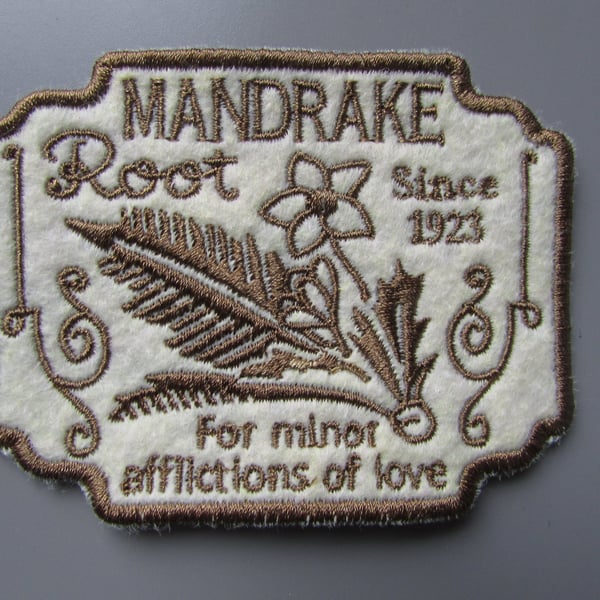 MANDRAKE
Root
Since
1923
For minor
afflictions of love